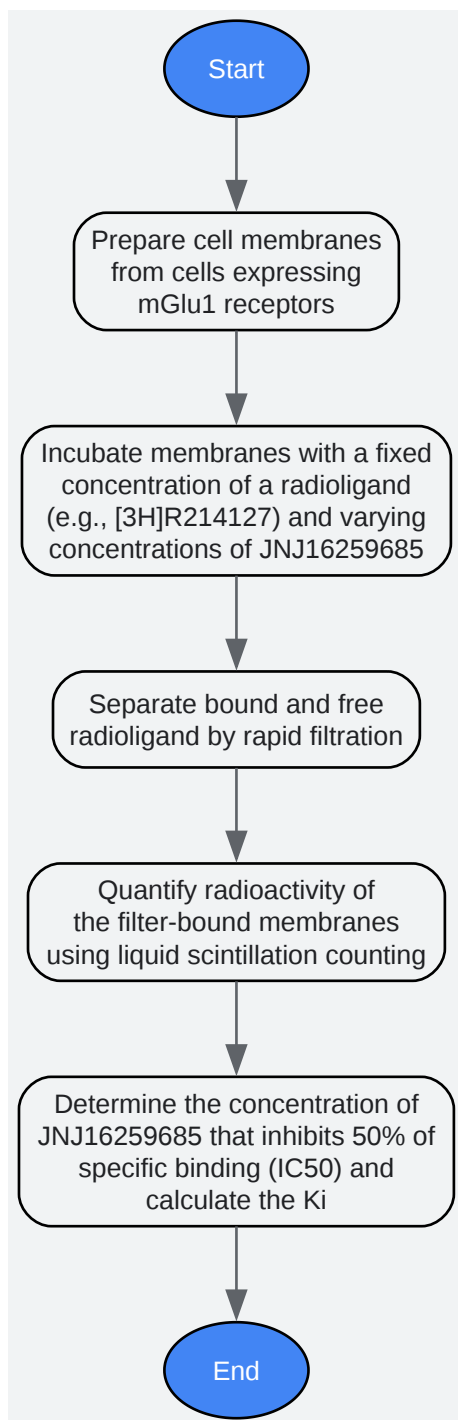 Start
Prepare cell membranes
from cells expressing
mGlu1 receptors
Incubate membranes with a fixed
concentration of a radioligand
(e.g., [3H]R214127) and varying
concentrations of JNJ16259685
Separate bound and free
radioligand by rapid filtration
Quantify radioactivity of
the filter-bound membranes
using liquid scintillation counting
Determine the concentration of
JNJ16259685 that inhibits 50% of
specific binding (IC50) and
calculate the Ki
End